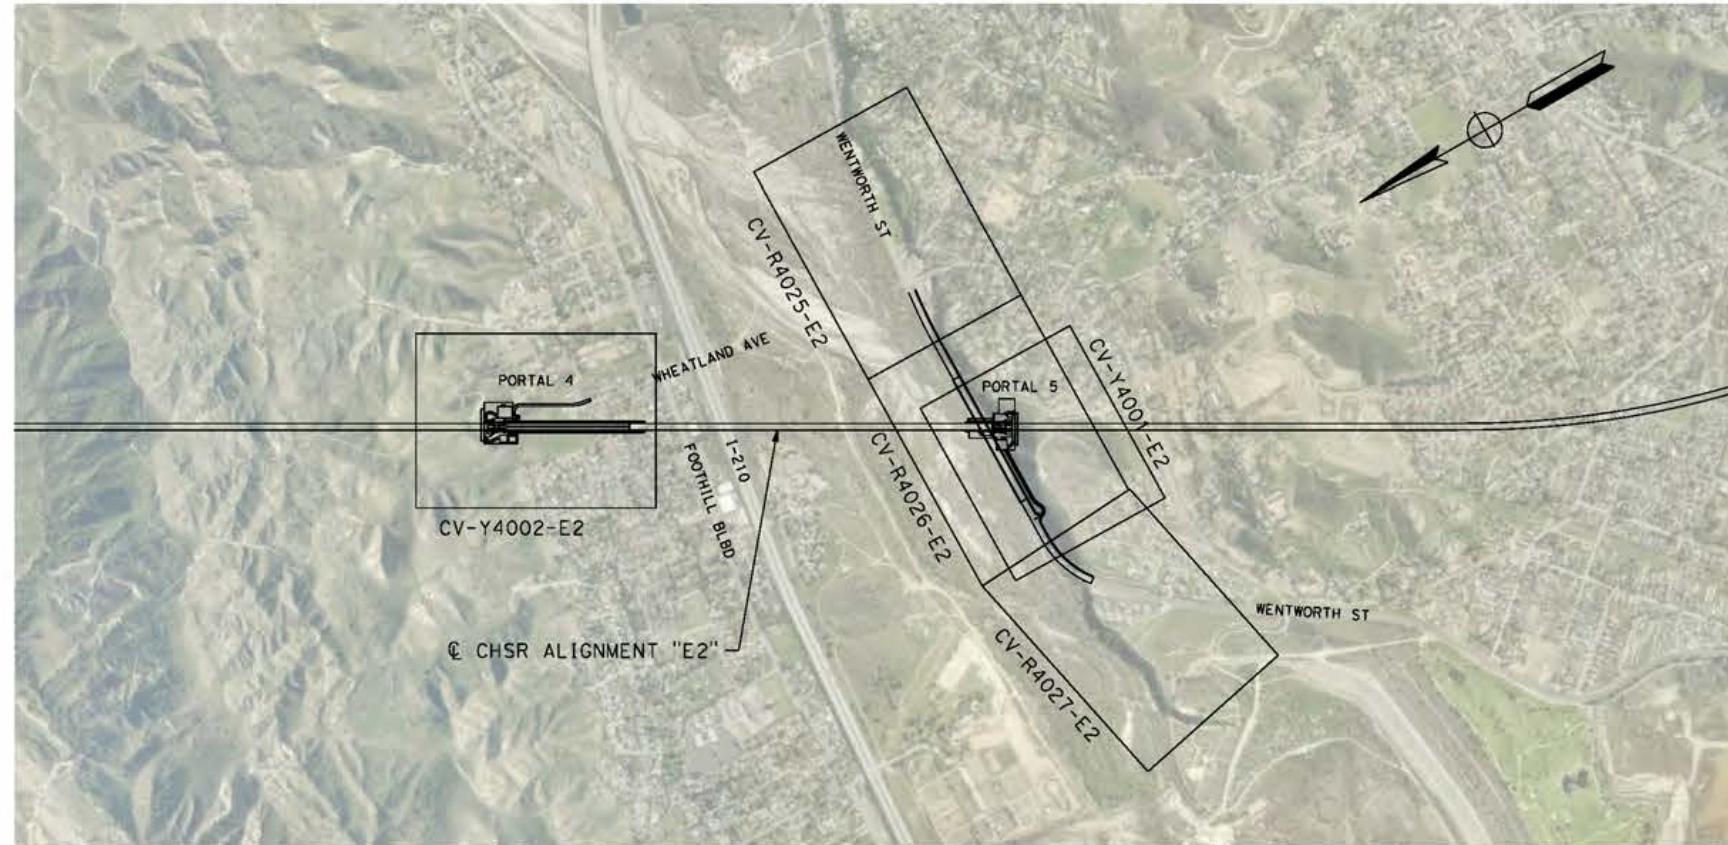 WENTWORTH ST
CV-R4025-E2
WHEATLAND AVE
PORTAL 4
PORTAL 5
CV-Y4001-E2
I-210
FOOTHILL BLBD
CV-R4026-E2
CV-Y4002-E2
WENTWORTH ST
℄ CHSR ALIGNMENT "E2"
CV-R4027-E2